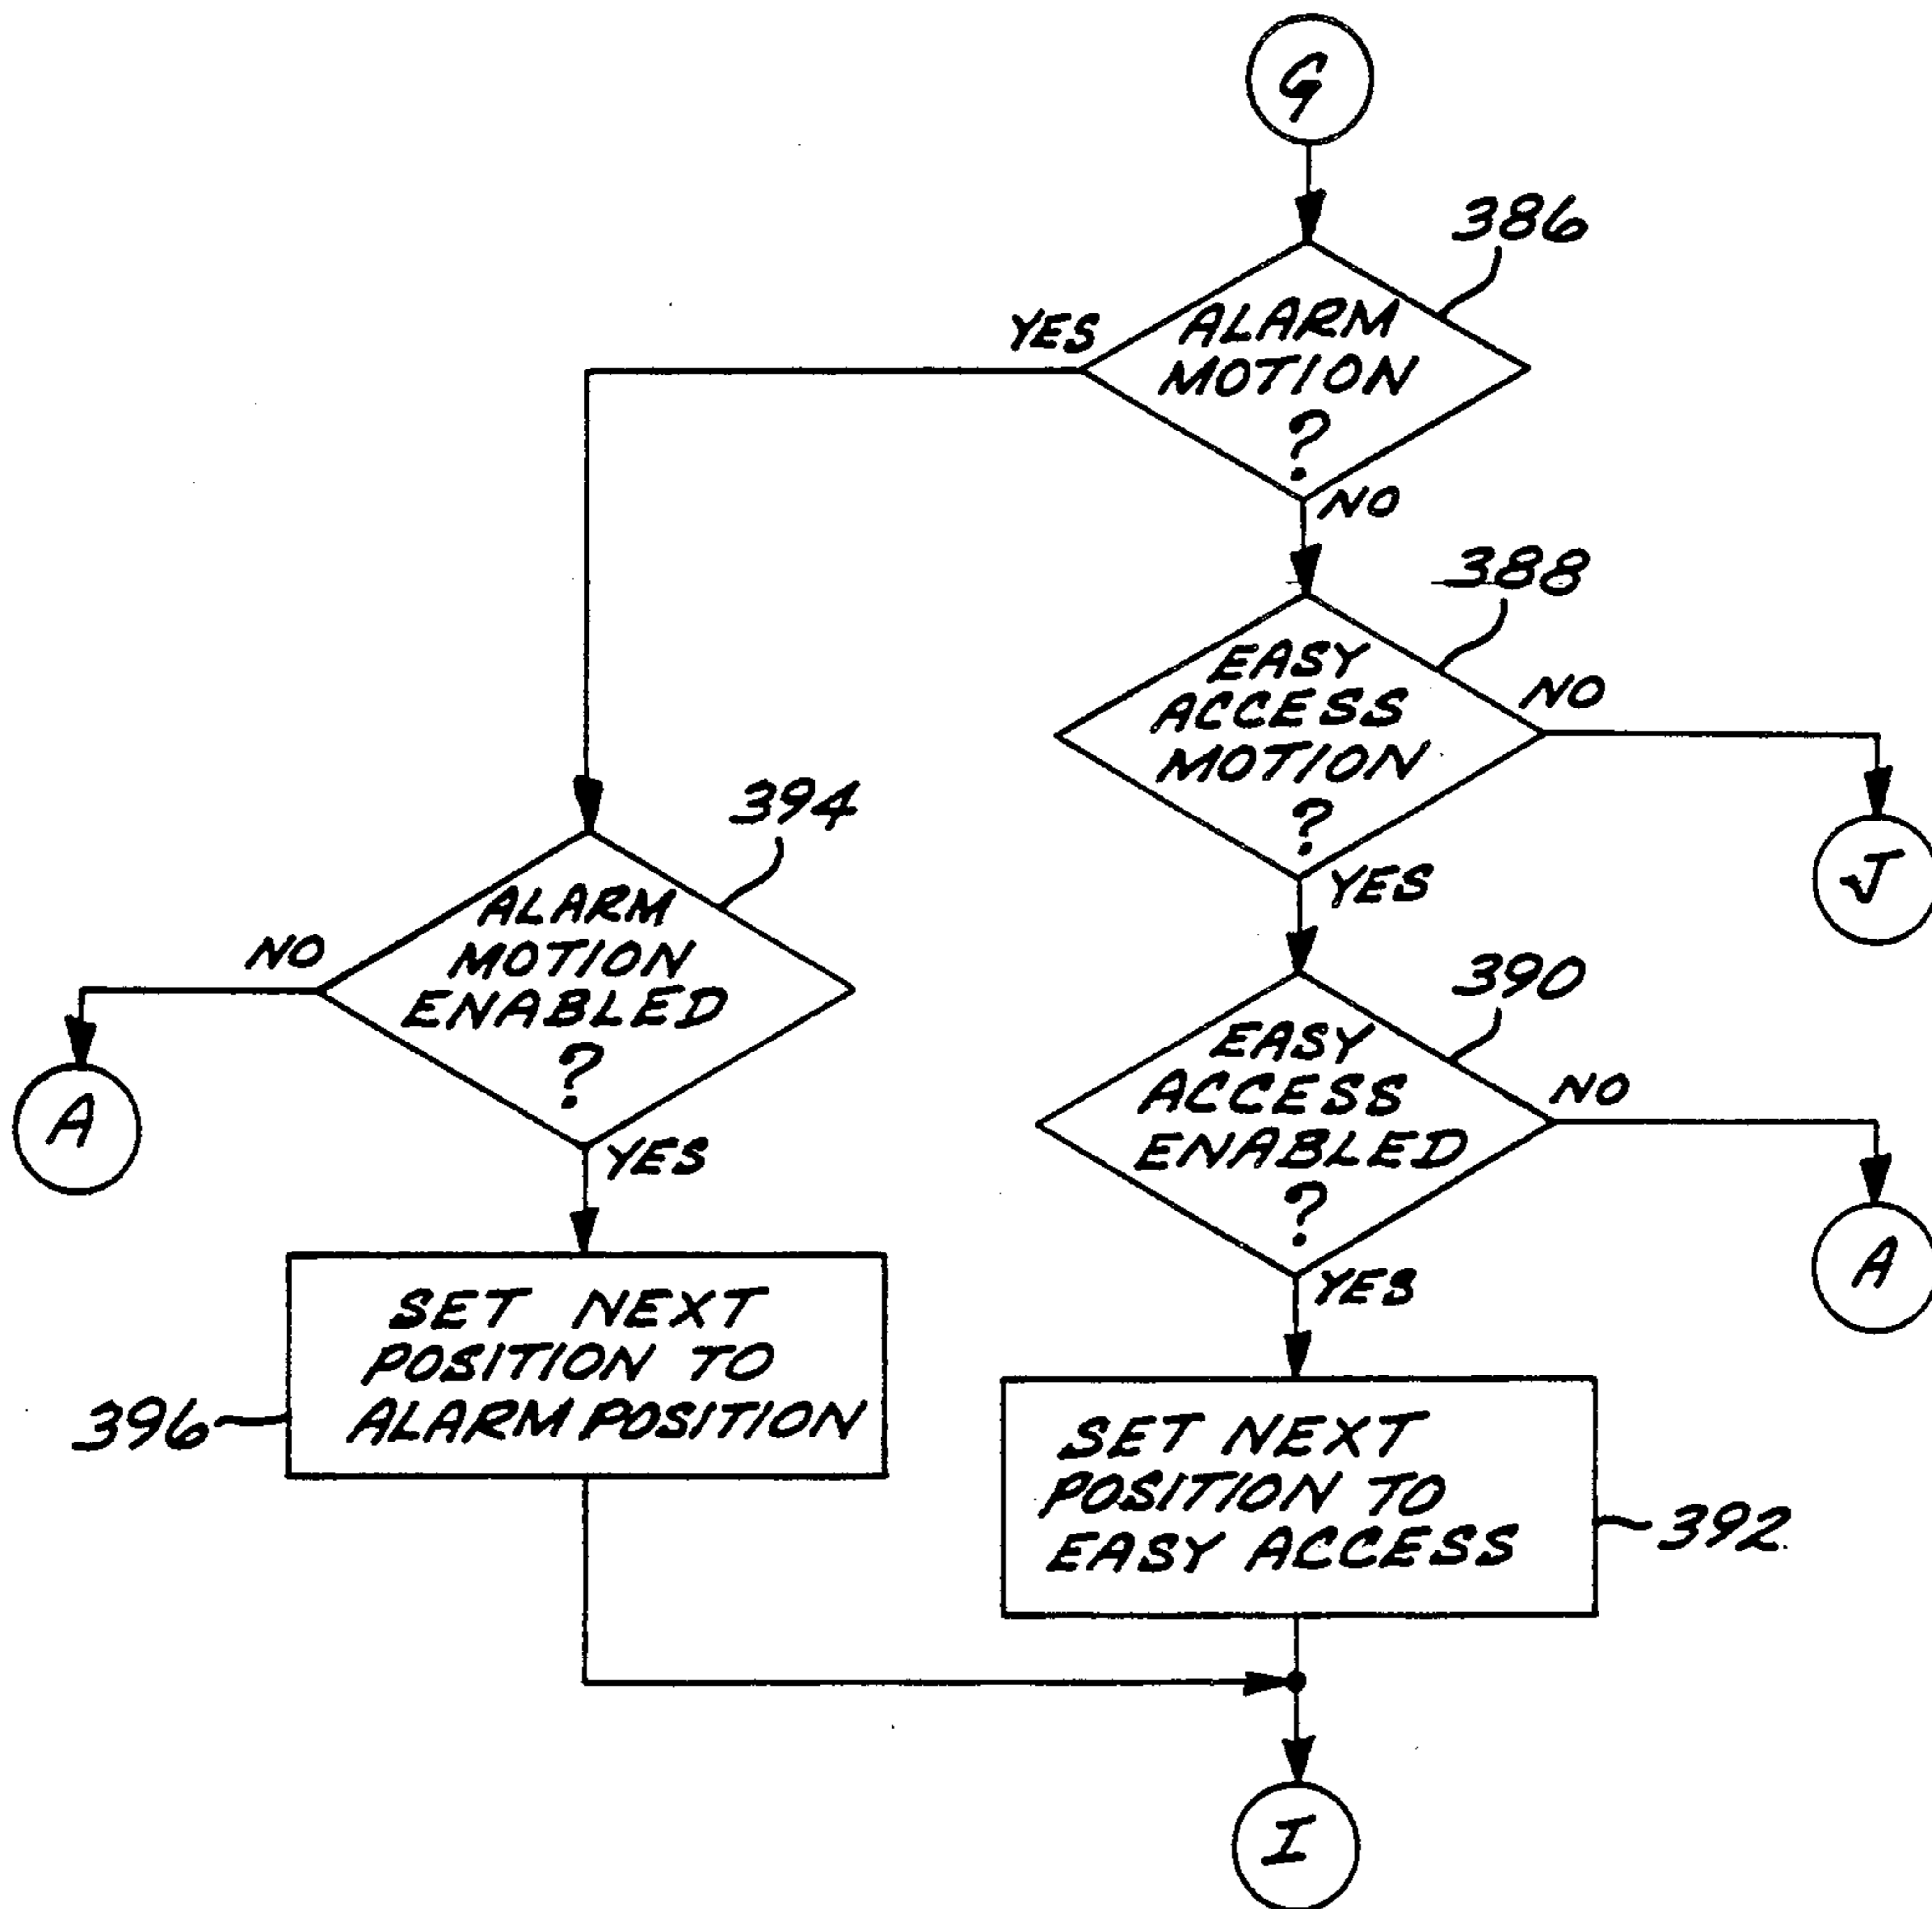 G
386
YES
ALARM
MOTION
?
NO
388
EASY
ACCESS
MOTION
?
NO
J
YES
394
ALARM
MOTION
ENABLED
?
NO
A
YES
390
EASY
ACCESS
ENABLED
?
NO
A
YES
SET NEXT
POSITION TO
ALARM POSITION
396
SET NEXT
POSITION TO
EASY ACCESS
392
I